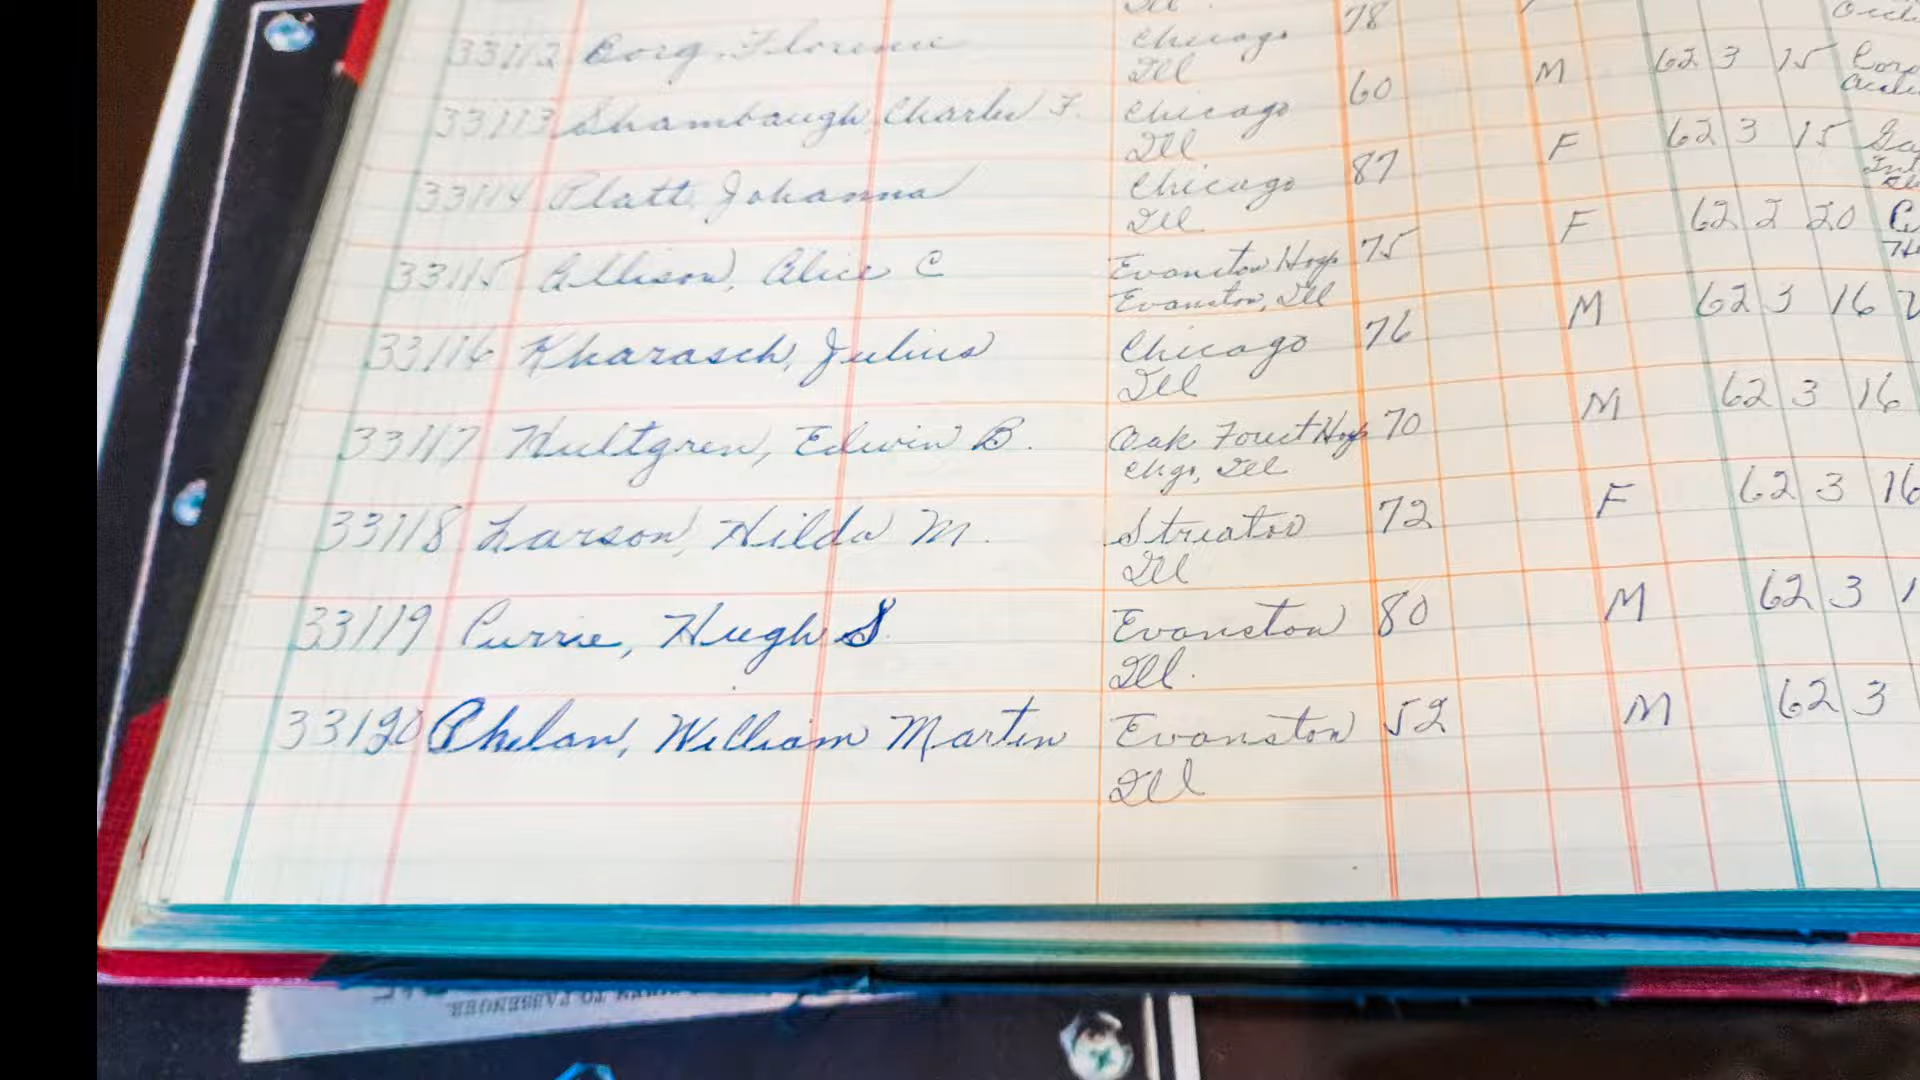 Ill
33112 Borg, Florence Chicago 78
Ill M 62 3 15
33113 Shambaugh, Charles F. Chicago 60
Ill F 62 3 15
33114 Platt, Johanna Chicago 87
Ill F 62 2 20
33115 Allison, Alice C Evanston Hosp 75
Evanston, Ill M 62 3 16
33116 Kharasch, Julius Chicago 76
Ill M 62 3 16
33117 Hultgren, Edwin B. Oak Forest Hosp 70
Chgo, Ill F 62 3 16
33118 Larson, Hilda M. Streator 72
Ill M 62 3
33119 Currie, Hugh S. Evanston 80
Ill. M 62 3
33120 Phelan, William Martin Evanston 52
Ill
TO PASSENGER